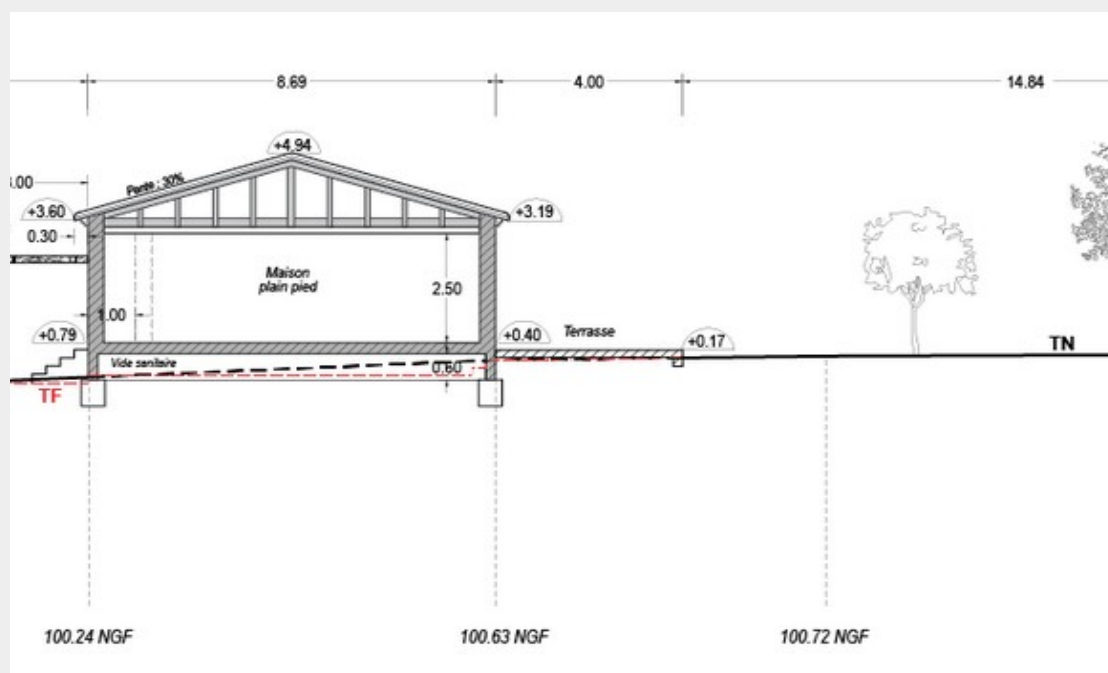 8.69
4.00
14.84
+4.94
Pente : 30%
.00
+3.60
+3.19
0.30
Maison
plain pied
2.50
1.00
+0.79
+0.40
Terrasse
+0.17
TN
Vide sanitaire
0.60
TF
100.24 NGF
100.63 NGF
100.72 NGF